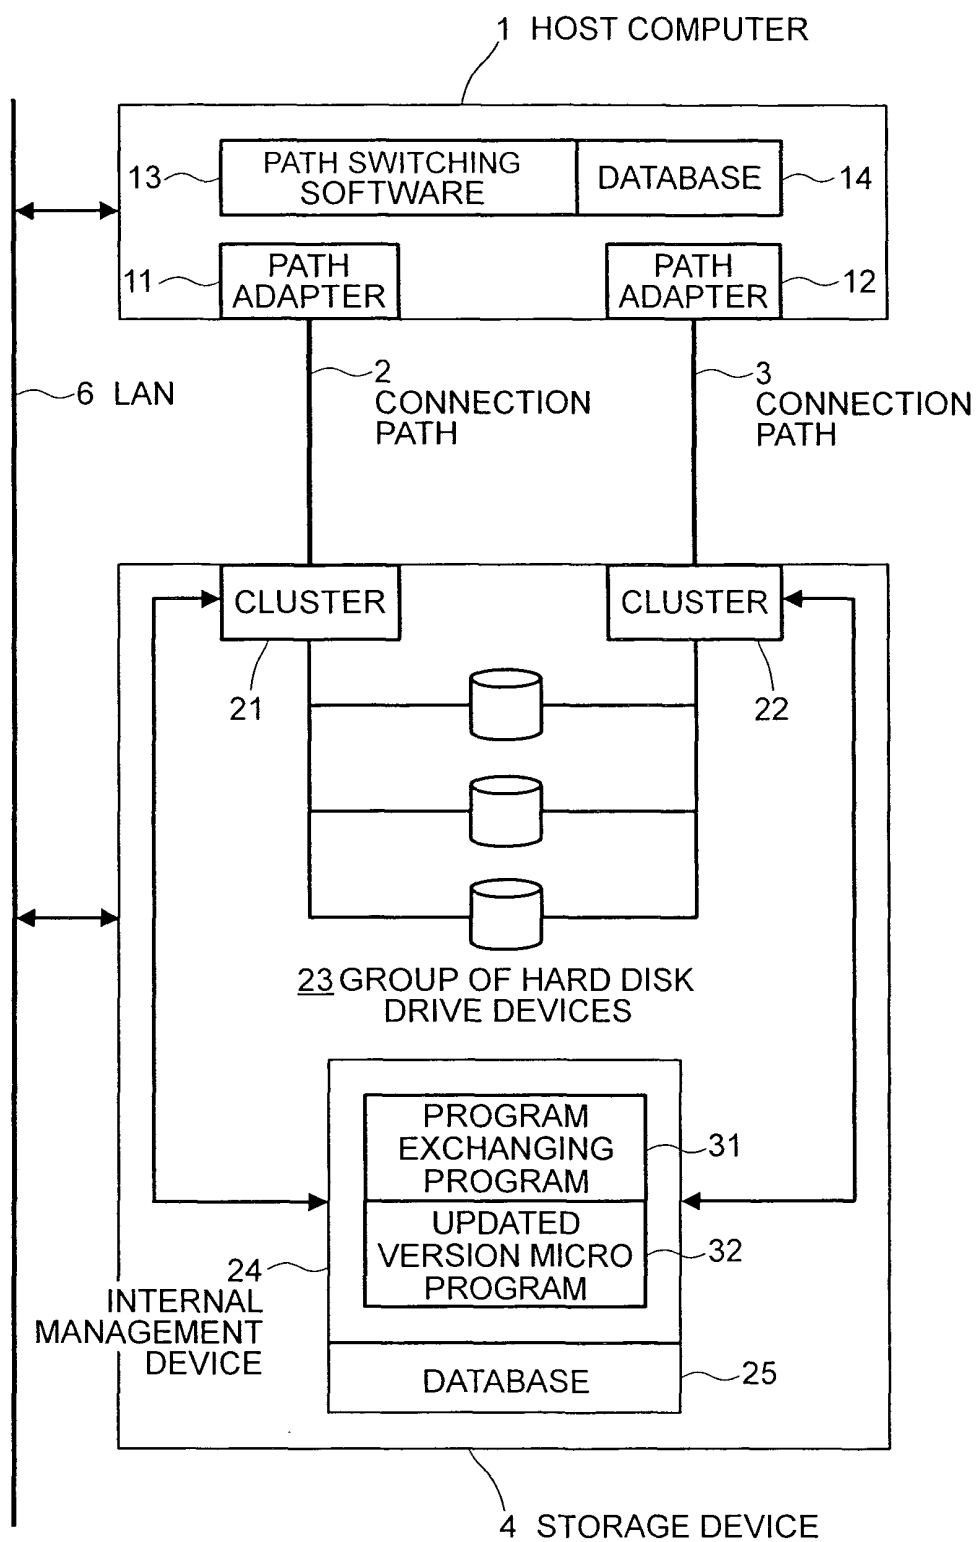 1 HOST COMPUTER
13
PATH SWITCHING
SOFTWARE
DATABASE
14
11
PATH
ADAPTER
PATH
ADAPTER
12
6 LAN
2
CONNECTION
PATH
3
CONNECTION
PATH
CLUSTER
CLUSTER
21
22
23 GROUP OF HARD DISK
DRIVE DEVICES
PROGRAM
EXCHANGING
PROGRAM
31
UPDATED
VERSION MICRO
PROGRAM
32
24
INTERNAL
MANAGEMENT
DEVICE
DATABASE
25
4 STORAGE DEVICE